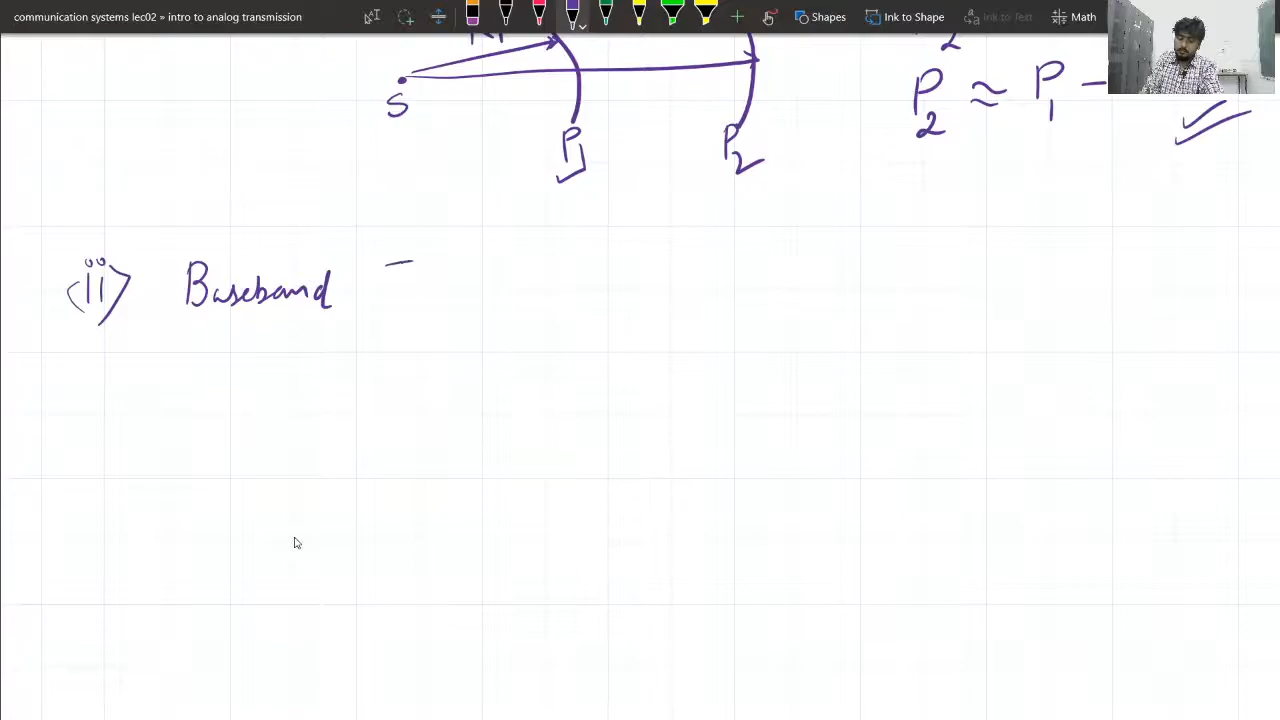 communication systems lec02 » intro to analog transmission
Shapes
Ink to Shape
Ink to Text
Math
2
S
P1
P2
P2 ≈ P1 -
(ii) Baseband -